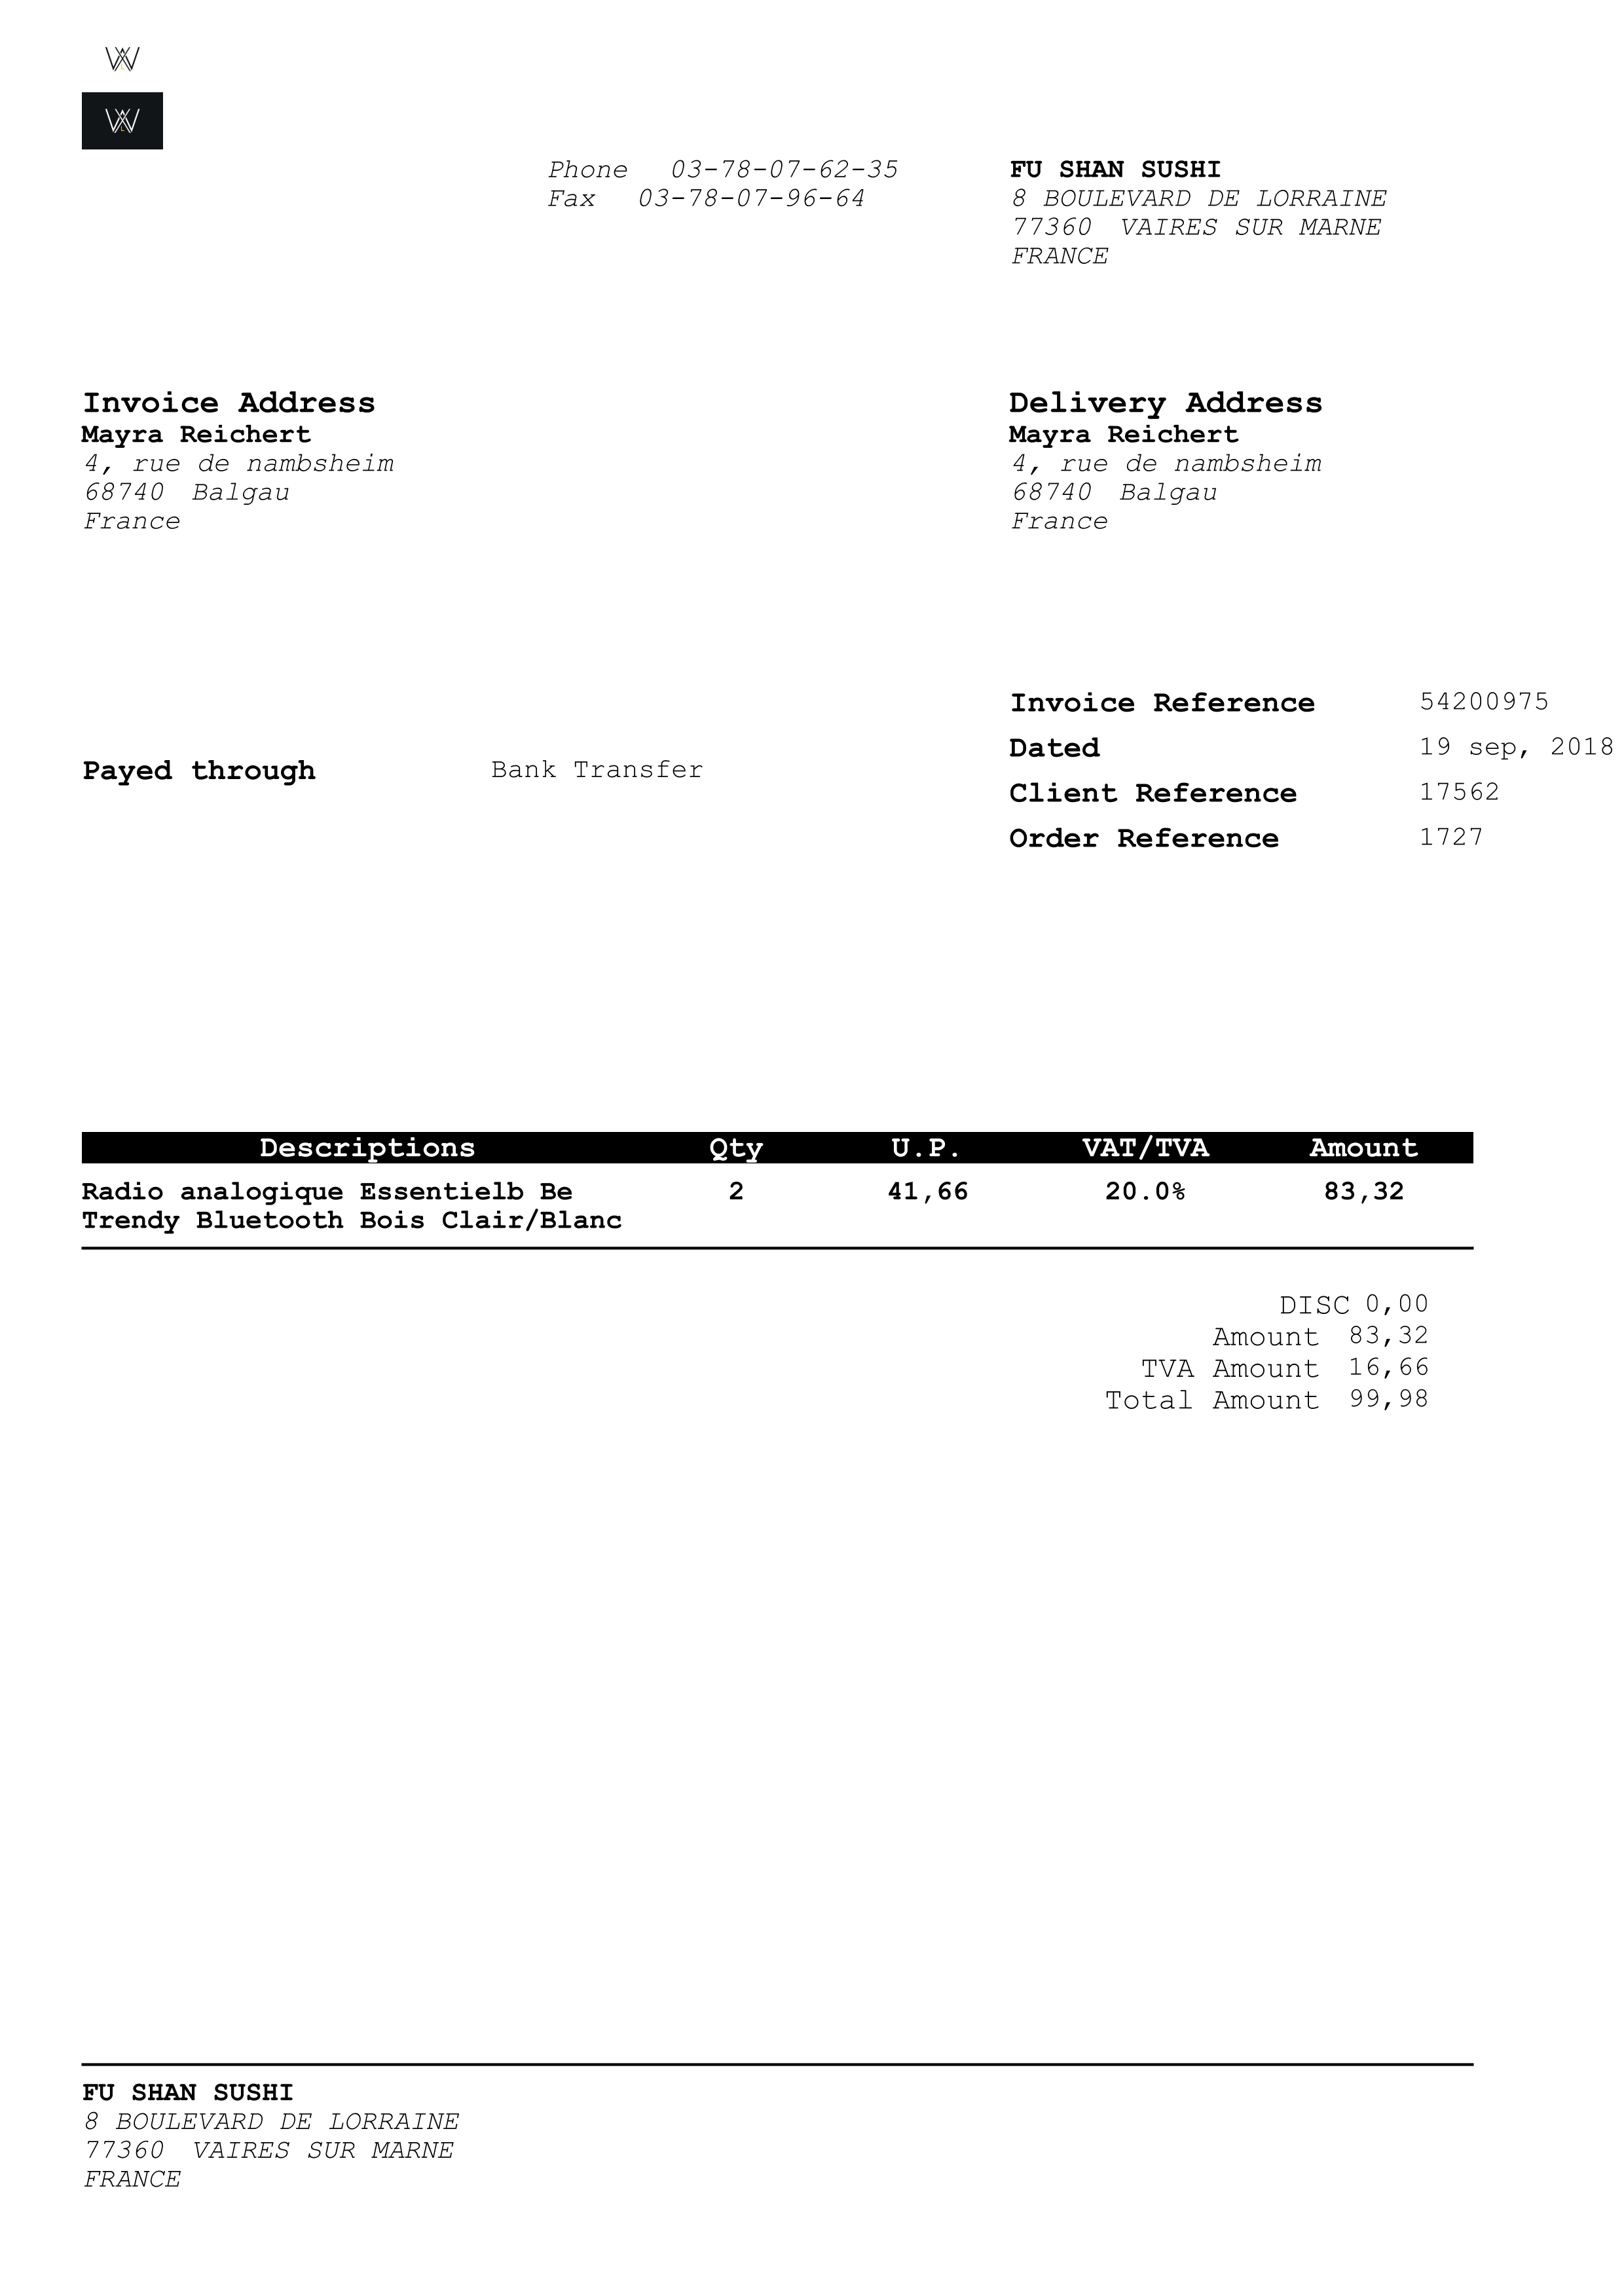 Phone 03-78-07-62-35
Fax 03-78-07-96-64
FU SHAN SUSHI
8 BOULEVARD DE LORRAINE
77360 VAIRES SUR MARNE
FRANCE
Invoice Address
Mayra Reichert
4, rue de nambsheim
68740 Balgau
France
Delivery Address
Mayra Reichert
4, rue de nambsheim
68740 Balgau
France
Payed through Bank Transfer
Invoice Reference 54200975
Dated 19 sep, 2018
Client Reference 17562
Order Reference 1727
Descriptions Qty U.P. VAT/TVA Amount
Radio analogique Essentielb Be 2 41,66 20.0% 83,32
Trendy Bluetooth Bois Clair/Blanc
DISC 0,00
Amount 83,32
TVA Amount 16,66
Total Amount 99,98
FU SHAN SUSHI
8 BOULEVARD DE LORRAINE
77360 VAIRES SUR MARNE
FRANCE